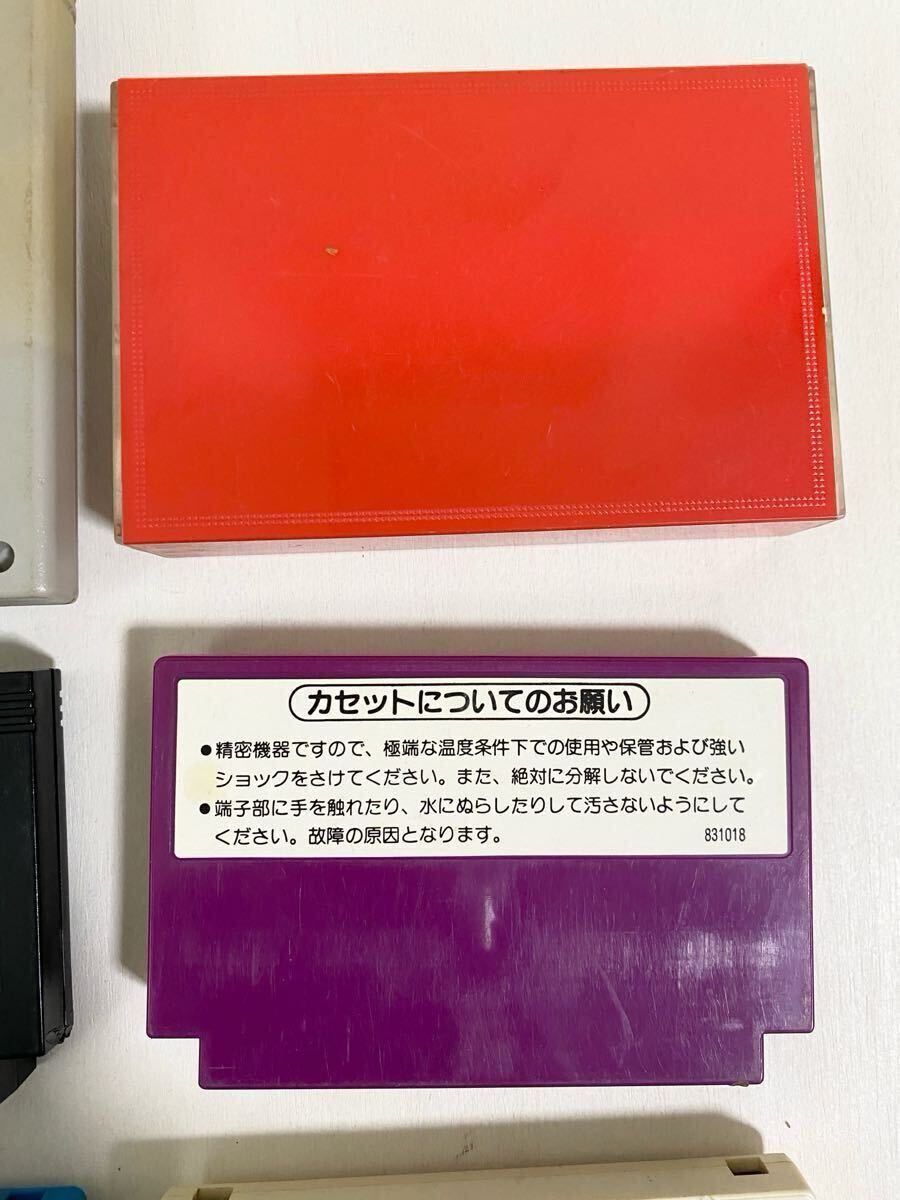 カセットについてのお願い
●精密機器ですので、極端な温度条件下での使用や保管および強い
ショックをさけてください。また、絶対に分解しないでください。
●端子部に手を触れたり、水にぬらしたりして汚さないようにして
ください。故障の原因となります。 831018